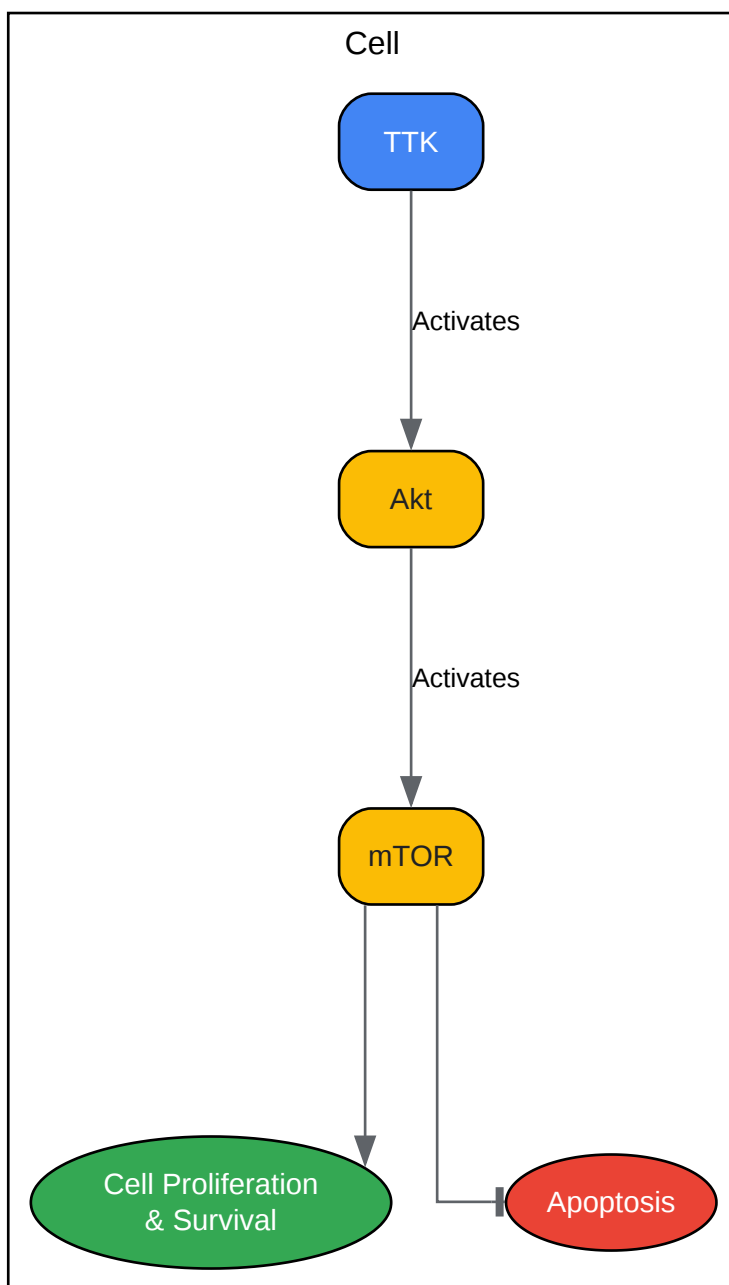 Cell
TTK
Activates
Akt
Activates
mTOR
Cell Proliferation
& Survival
Apoptosis